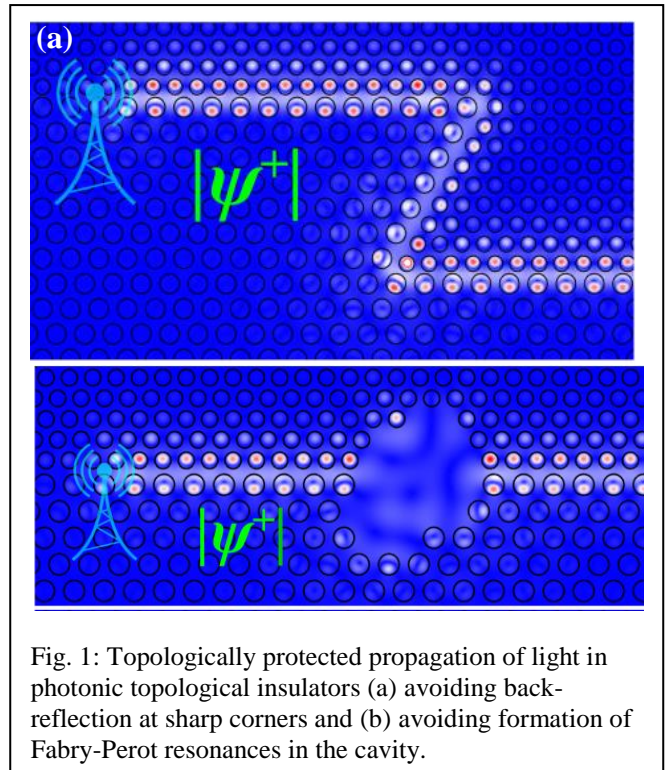 (a)
|ψ⁺|
|ψ⁺|
Fig. 1: Topologically protected propagation of light in
photonic topological insulators (a) avoiding back-
reflection at sharp corners and (b) avoiding formation of
Fabry-Perot resonances in the cavity.